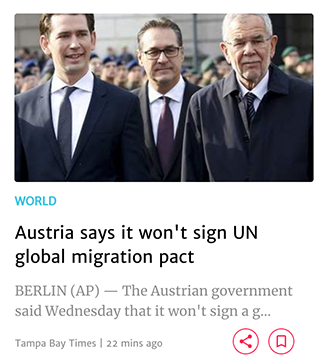 WORLD
Austria says it won't sign UN
global migration pact
BERLIN (AP) — The Austrian government
said Wednesday that it won't sign a g...
Tampa Bay Times | 22 mins ago